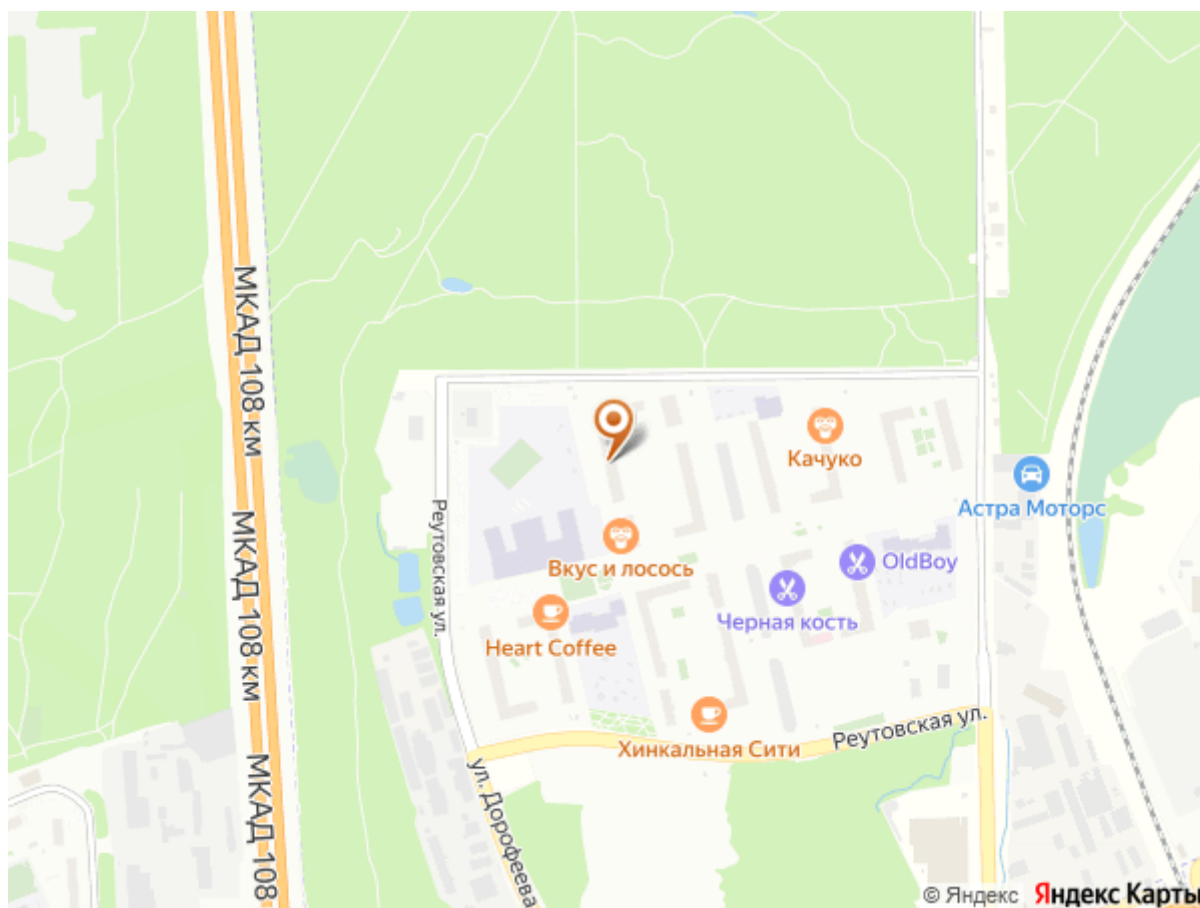 МКАД 108 км
Качуко
Астра Моторс
МКАД 108 км
Реутовская ул.
Вкус и лосось
OldBoy
Черная кость
Heart Coffee
Хинкальная Сити
Реутовская ул.
МКАД 108
ул. Дорофеева
© Яндекс Яндекс Карты